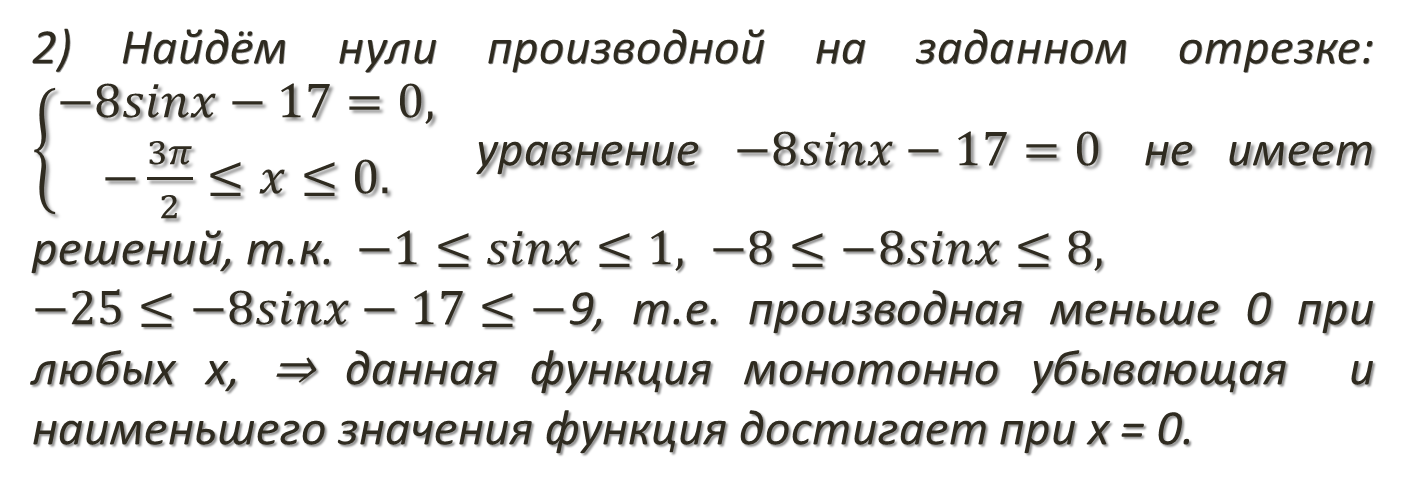 2) Найдём нули производной на заданном отрезке:
{−8sinx − 17 = 0,
−3π/2 ≤ x ≤ 0. уравнение −8sinx − 17 = 0 не имеет
решений, т.к. −1 ≤ sinx ≤ 1, −8 ≤ −8sinx ≤ 8,
−25 ≤ −8sinx − 17 ≤ −9, т.е. производная меньше 0 при
любых х, ⇒ данная функция монотонно убывающая и
наименьшего значения функция достигает при х = 0.